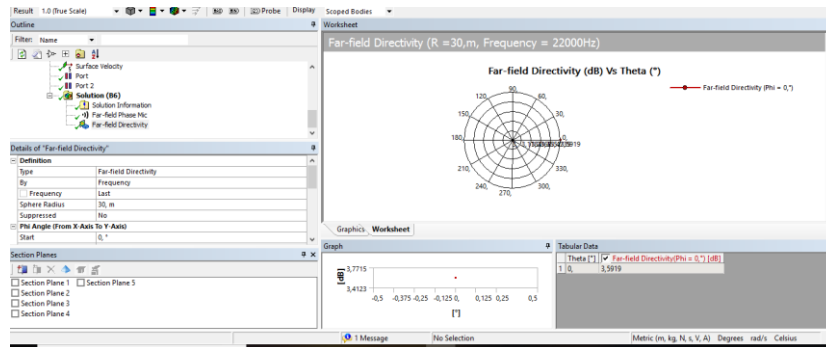 Result 1.0 (True Scale) Probe Display Scoped Bodies
Outline
Filter: Name
Surface Velocity
Port
Port 2
Solution (B6)
Solution Information
Far-field Phase Mic
Far-field Directivity
Details of "Far-field Directivity"
Definition
Type Far-field Directivity
By Frequency
Frequency Last
Sphere Radius 30, m
Suppressed No
Phi Angle (From X-Axis To Y-Axis)
Start 0, °
Section Planes
Section Plane 1 Section Plane 5
Section Plane 2
Section Plane 3
Section Plane 4
Worksheet
Far-field Directivity (R =30,m, Frequency = 22000Hz)
Far-field Directivity (dB) Vs Theta (°)
Far-field Directivity (Phi = 0,°)
90,
120, 60,
150, 30,
180, 0,
210, 330,
240, 300,
270,
Graphics Worksheet
Graph
[dB]
3,7715
3,4123
-0,5 -0,375 -0,25 -0,125 0, 0,125 0,25 0,5
[°]
Tabular Data
Theta [°] Far-field Directivity(Phi = 0,°) [dB]
1 0, 3,5919
1 Message No Selection Metric (m, kg, N, s, V, A) Degrees rad/s Celsius